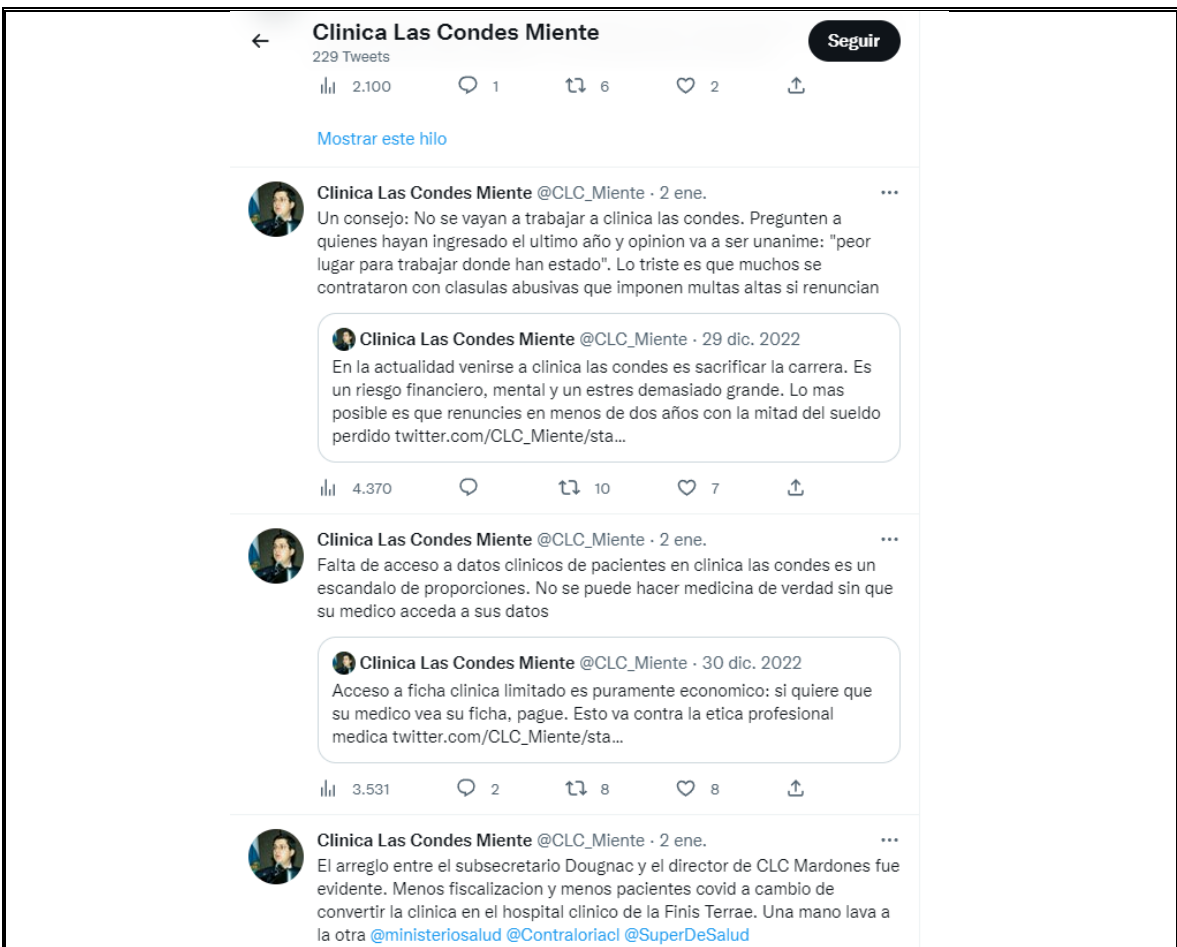 Clinica Las Condes Miente
Seguir
229 Tweets
2.100 1 6 2
Mostrar este hilo
Clinica Las Condes Miente @CLC_Miente · 2 ene.
Un consejo: No se vayan a trabajar a clinica las condes. Pregunten a
quienes hayan ingresado el ultimo año y opinion va a ser unanime: "peor
lugar para trabajar donde han estado". Lo triste es que muchos se
contrataron con clasulas abusivas que imponen multas altas si renuncian
Clinica Las Condes Miente @CLC_Miente · 29 dic. 2022
En la actualidad venirse a clinica las condes es sacrificar la carrera. Es
un riesgo financiero, mental y un estres demasiado grande. Lo mas
posible es que renuncies en menos de dos años con la mitad del sueldo
perdido twitter.com/CLC_Miente/sta...
4.370 10 7
Clinica Las Condes Miente @CLC_Miente · 2 ene.
Falta de acceso a datos clinicos de pacientes en clinica las condes es un
escandalo de proporciones. No se puede hacer medicina de verdad sin que
su medico acceda a sus datos
Clinica Las Condes Miente @CLC_Miente · 30 dic. 2022
Acceso a ficha clinica limitado es puramente economico: si quiere que
su medico vea su ficha, pague. Esto va contra la etica profesional
medica twitter.com/CLC_Miente/sta...
3.531 2 8 8
Clinica Las Condes Miente @CLC_Miente · 2 ene.
El arreglo entre el subsecretario Dougnac y el director de CLC Mardones fue
evidente. Menos fiscalizacion y menos pacientes covid a cambio de
convertir la clinica en el hospital clinico de la Finis Terrae. Una mano lava a
la otra @ministeriosalud @Contraloriacl @SuperDeSalud